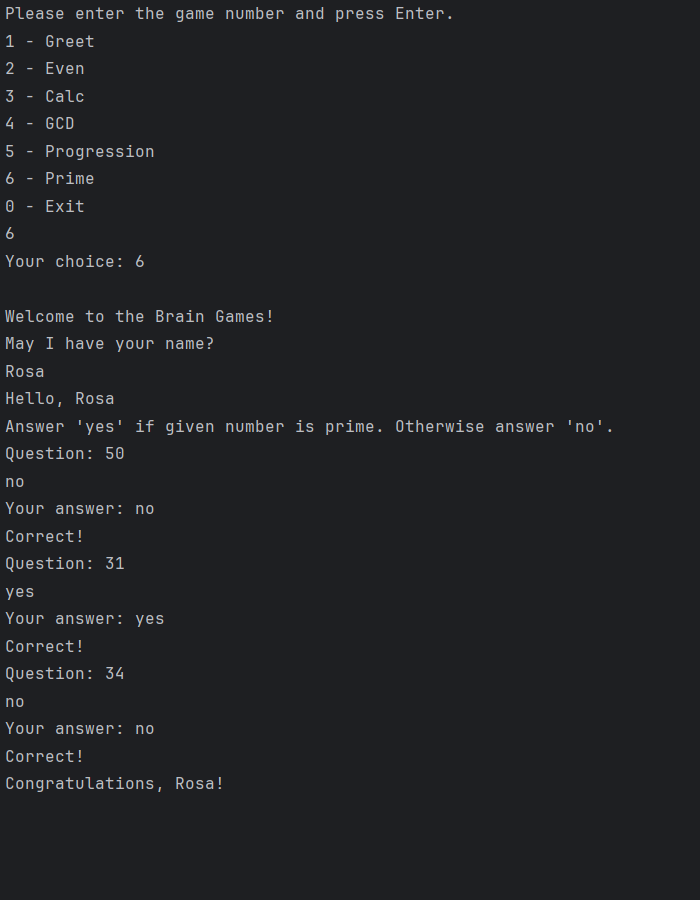 Please enter the game number and press Enter.
1 - Greet
2 - Even
3 - Calc
4 - GCD
5 - Progression
6 - Prime
0 - Exit
6
Your choice: 6
Welcome to the Brain Games!
May I have your name?
Rosa
Hello, Rosa
Answer 'yes' if given number is prime. Otherwise answer 'no'.
Question: 50
no
Your answer: no
Correct!
Question: 31
yes
Your answer: yes
Correct!
Question: 34
no
Your answer: no
Correct!
Congratulations, Rosa!